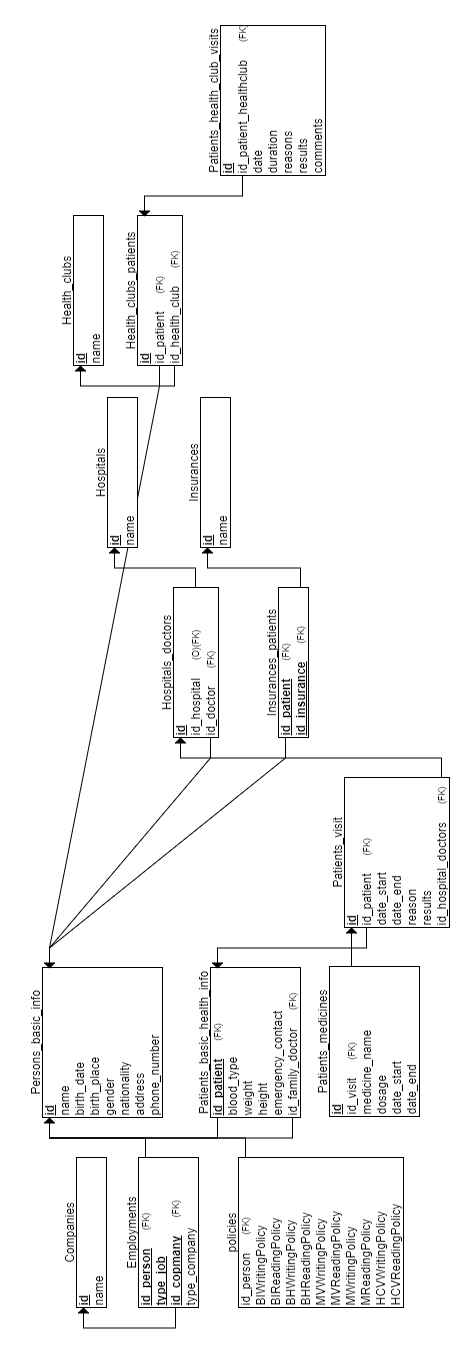 Companies
id
name
Employments
id_person (FK)
type_job
id_copmany (FK)
type_company
policies
id_person (FK)
BIWritingPolicy
BIReadingPolicy
BHWritingPolicy
BHReadingPolicy
MVWritingPolicy
MVReadingPolicy
MWritingPolicy
MReadingPolicy
HCVWritingPolicy
HCVReadingPolicy
Persons_basic_info
id
name
birth_date
birth_place
gender
nationality
address
phone_number
Patients_basic_health_info
id_patient (FK)
blood_type
weight
height
emergency_contact
id_family_doctor (FK)
Patients_medicines
id
id_visit (FK)
medicine_name
dosage
date_start
date_end
Patients_visit
id
id_patient (FK)
date_start
date_end
reason
results
id_hospital_doctors (FK)
Hospitals_doctors
id
id_hospital (O)(FK)
id_doctor (FK)
Insurances_patients
id_patient (FK)
id_insurance (FK)
Hospitals
id
name
Insurances
id
name
Health_clubs
id
name
Health_clubs_patients
id
id_patient (FK)
id_health_club (FK)
Patients_health_club_visits
id
id_patient_healthclub (FK)
date
duration
reasons
results
comments